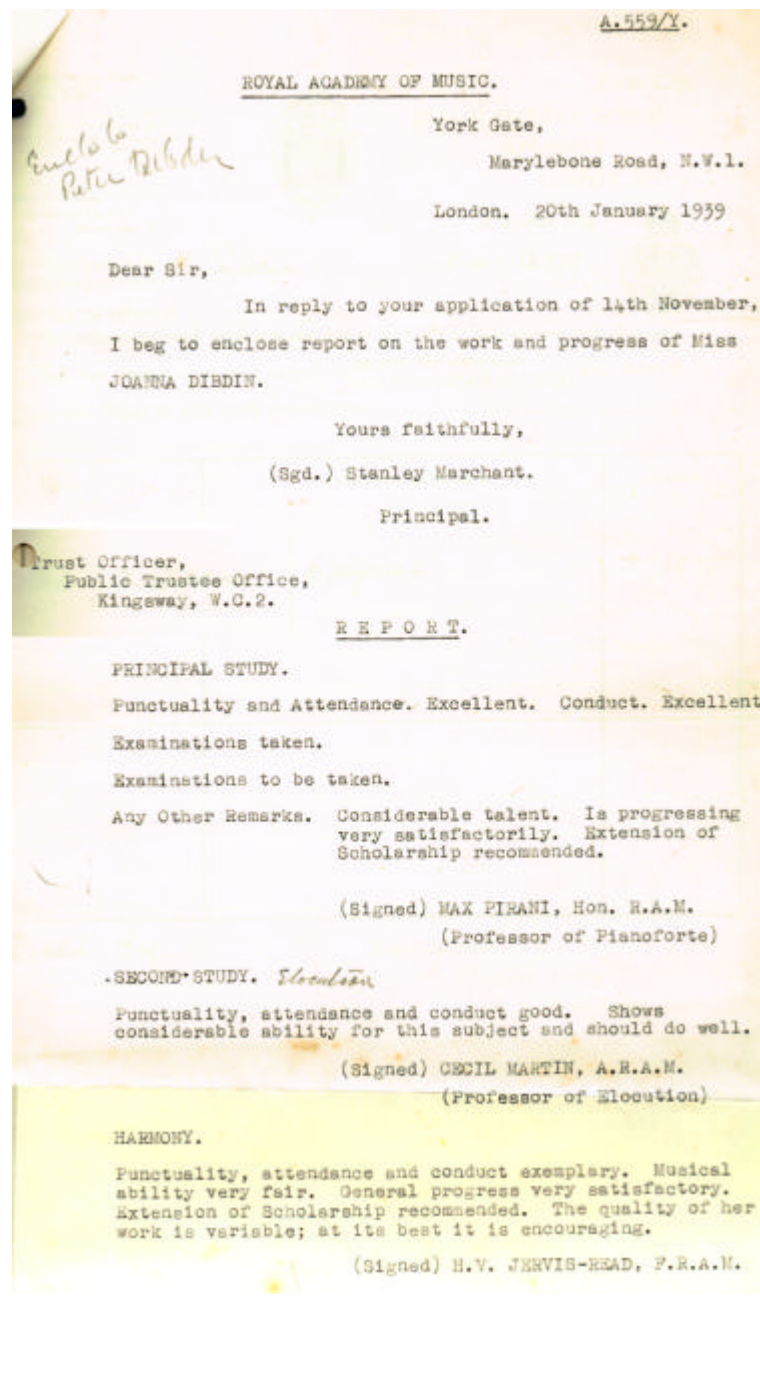 A.559/Y.
ROYAL ACADEMY OF MUSIC.
York Gate,
Marylebone Road, N.W.1.
London. 20th January 1939
Peter Dibdin
Dear Sir,
In reply to your application of 14th November,
I beg to enclose report on the work and progress of Miss
JOANNA DIBDIN.
Yours faithfully,
(Sgd.) Stanley Marchant.
Principal.
Trust Officer,
Public Trustee Office,
Kingsway, W.C.2.
REPORT.
PRINCIPAL STUDY.
Punctuality and Attendance. Excellent. Conduct. Excellent
Examinations taken.
Examinations to be taken.
Any Other Remarks. Considerable talent. Is progressing
very satisfactorily. Extension of
Scholarship recommended.
(Signed) MAX PIRANI, Hon. R.A.M.
(Professor of Pianoforte)
SECOND STUDY. Elocution
Punctuality, attendance and conduct good. Shows
considerable ability for this subject and should do well.
(Signed) CECIL MARTIN, A.R.A.M.
(Professor of Elocution)
HARMONY.
Punctuality, attendance and conduct exemplary. Musical
ability very fair. General progress very satisfactory.
Extension of Scholarship recommended. The quality of her
work is variable; at its best it is encouraging.
(Signed) H.V. JERVIS-READ, F.R.A.M.